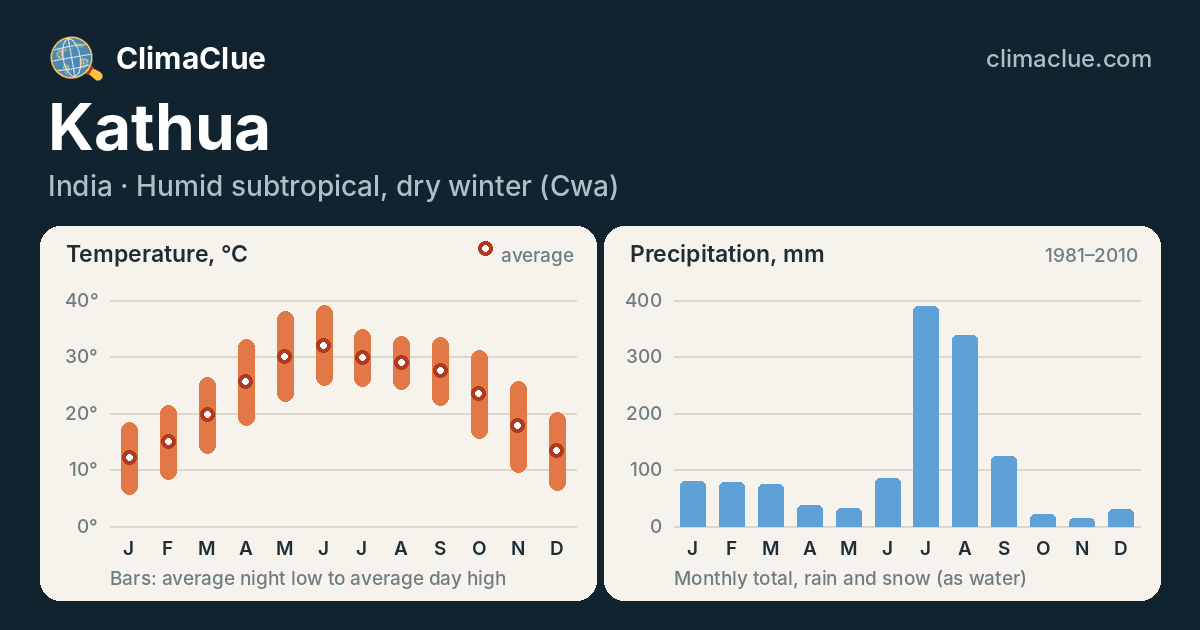 ClimaClue
climaclue.com
Kathua
India · Humid subtropical, dry winter (Cwa)
Temperature, °C
average
40°
30°
20°
10°
0°
J F M A M J J A S O N D
Bars: average night low to average day high
Precipitation, mm
1981–2010
400
300
200
100
0
J F M A M J J A S O N D
Monthly total, rain and snow (as water)